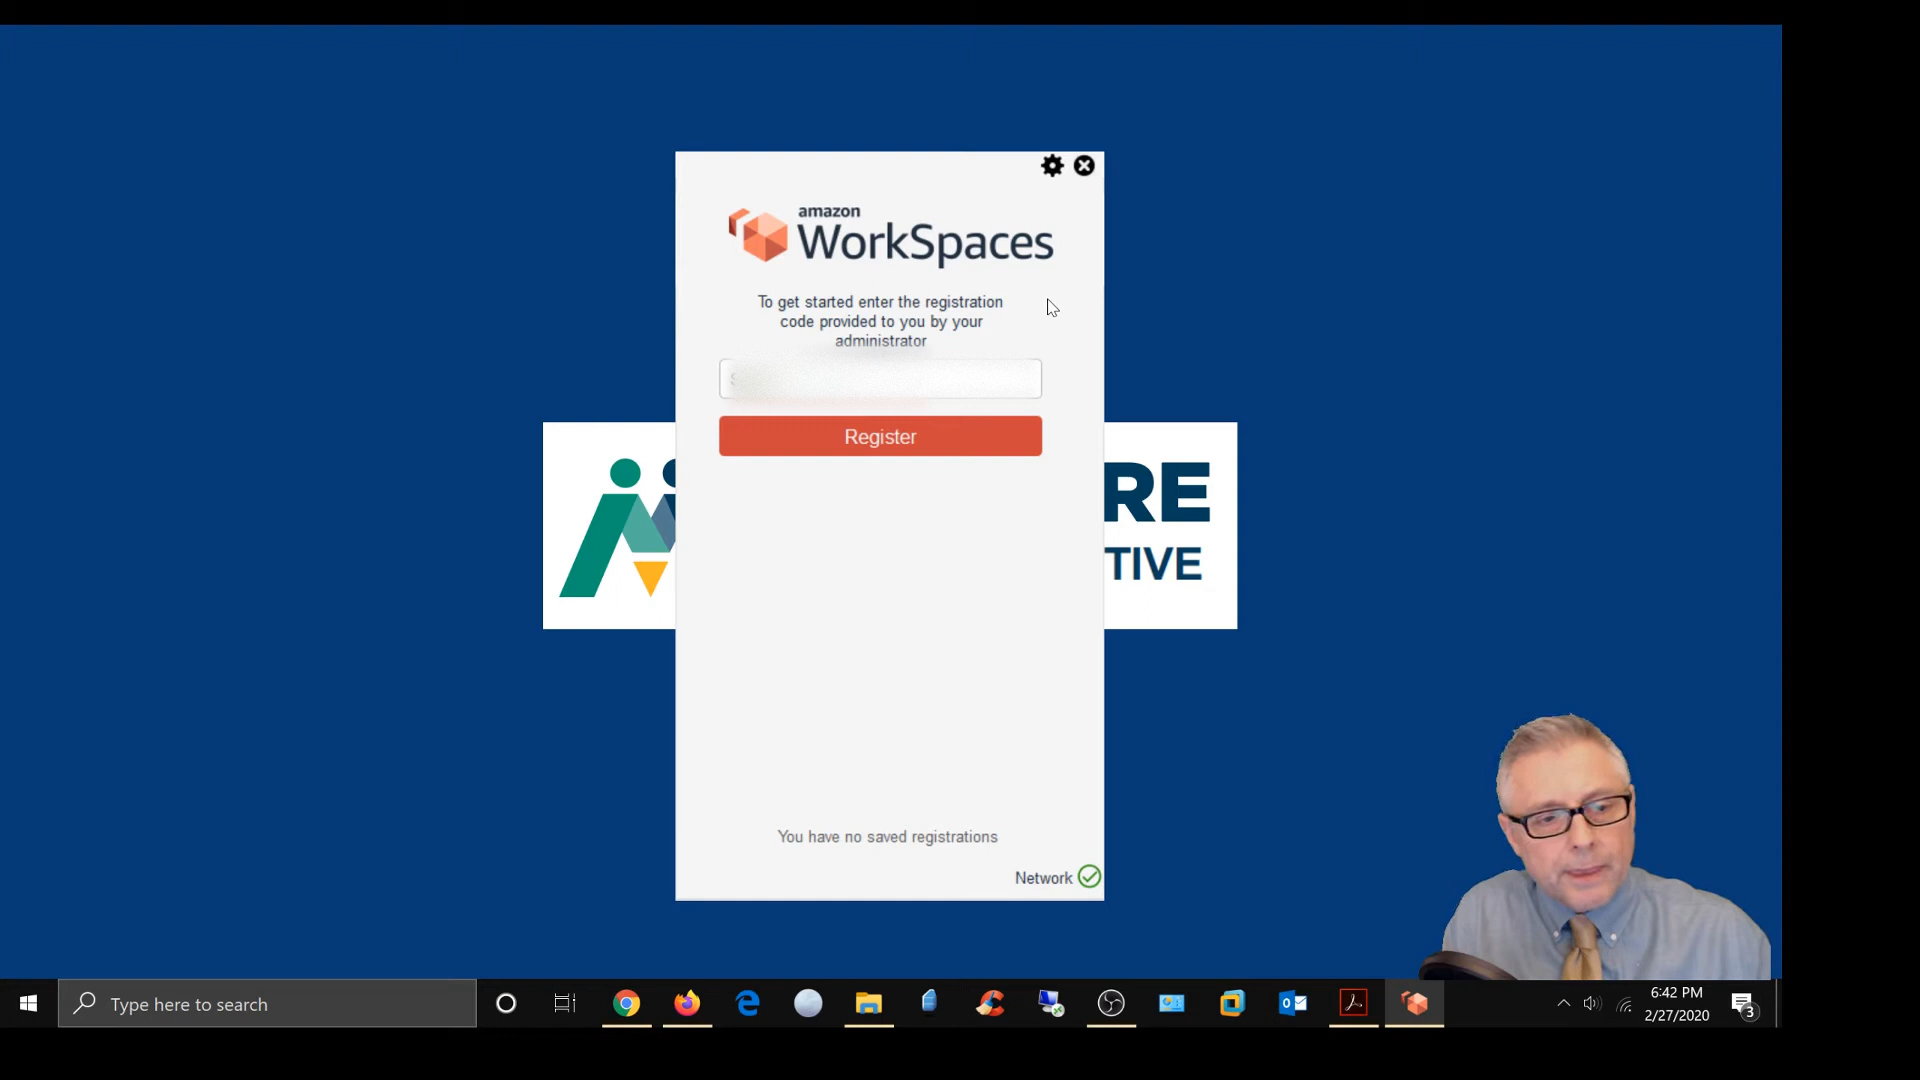 amazon
WorkSpaces
To get started enter the registration
code provided to you by your
administrator
Register
RE
TIVE
You have no saved registrations
Network
Type here to search
6:42 PM
2/27/2020
3